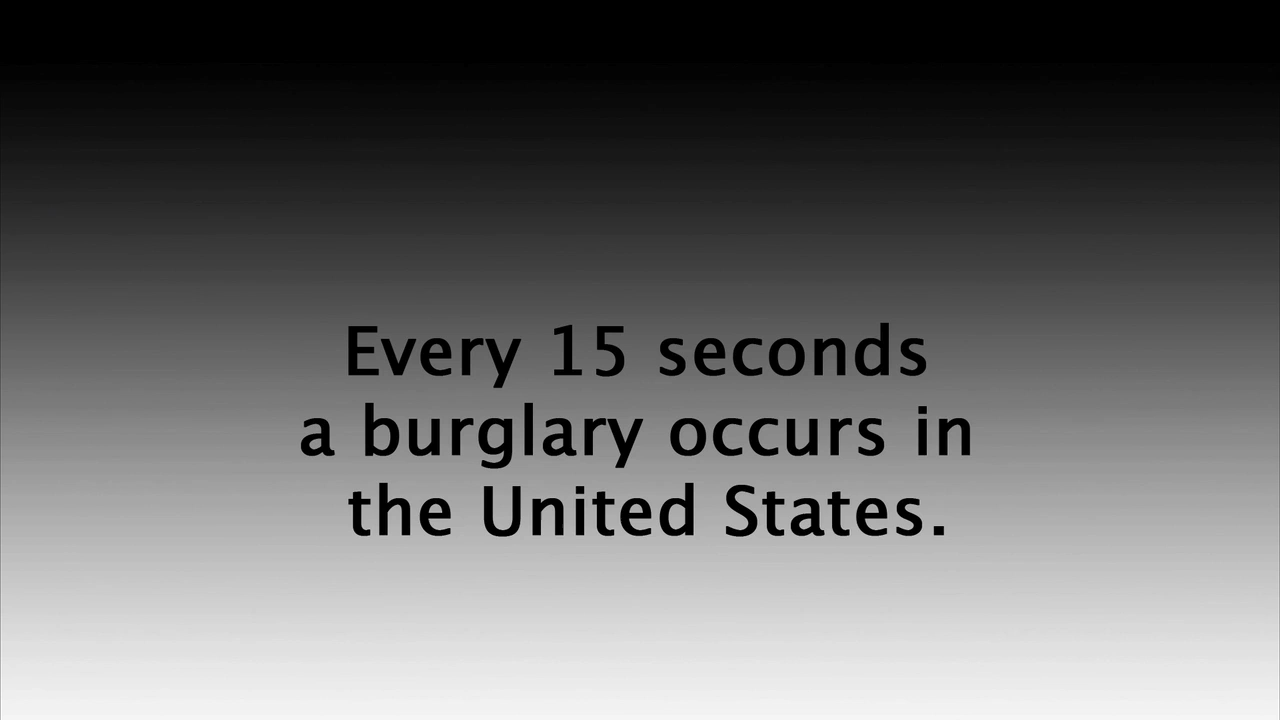 Every 15 seconds
a burglary occurs in
the United States.